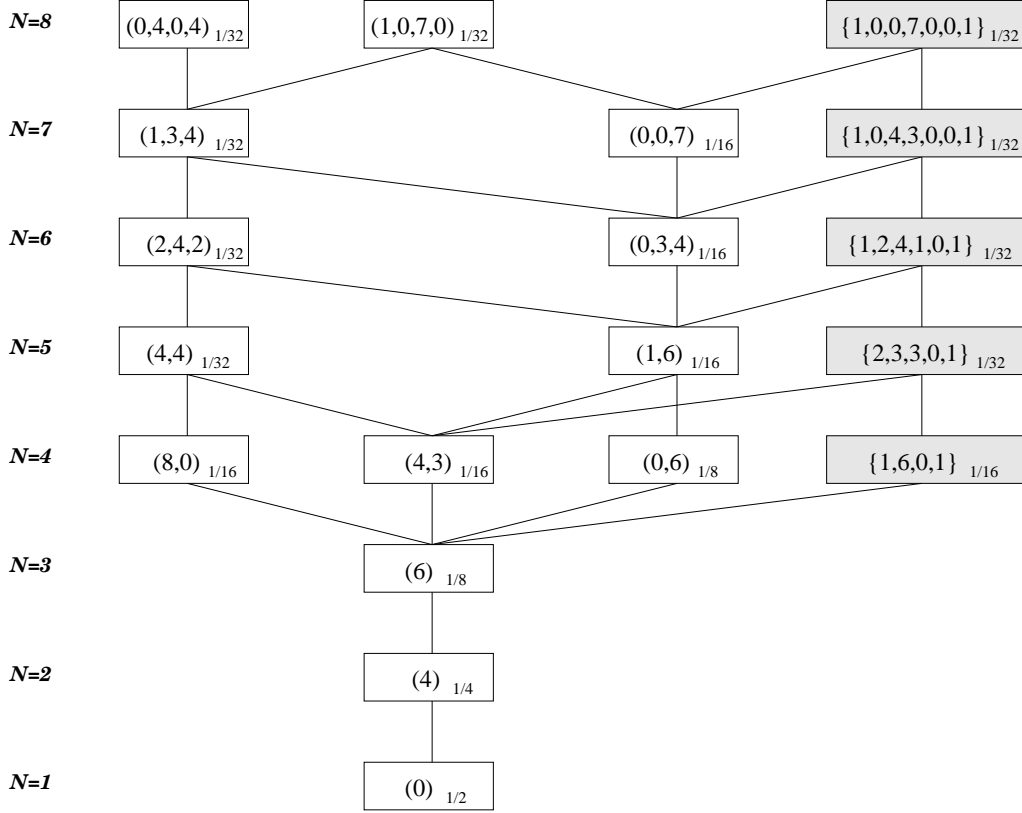 N=8 (0,4,0,4) 1/32 (1,0,7,0) 1/32 {1,0,0,7,0,0,1} 1/32
N=7 (1,3,4) 1/32 (0,0,7) 1/16 {1,0,4,3,0,0,1} 1/32
N=6 (2,4,2) 1/32 (0,3,4) 1/16 {1,2,4,1,0,1} 1/32
N=5 (4,4) 1/32 (1,6) 1/16 {2,3,3,0,1} 1/32
N=4 (8,0) 1/16 (4,3) 1/16 (0,6) 1/8 {1,6,0,1} 1/16
N=3 (6) 1/8
N=2 (4) 1/4
N=1 (0) 1/2